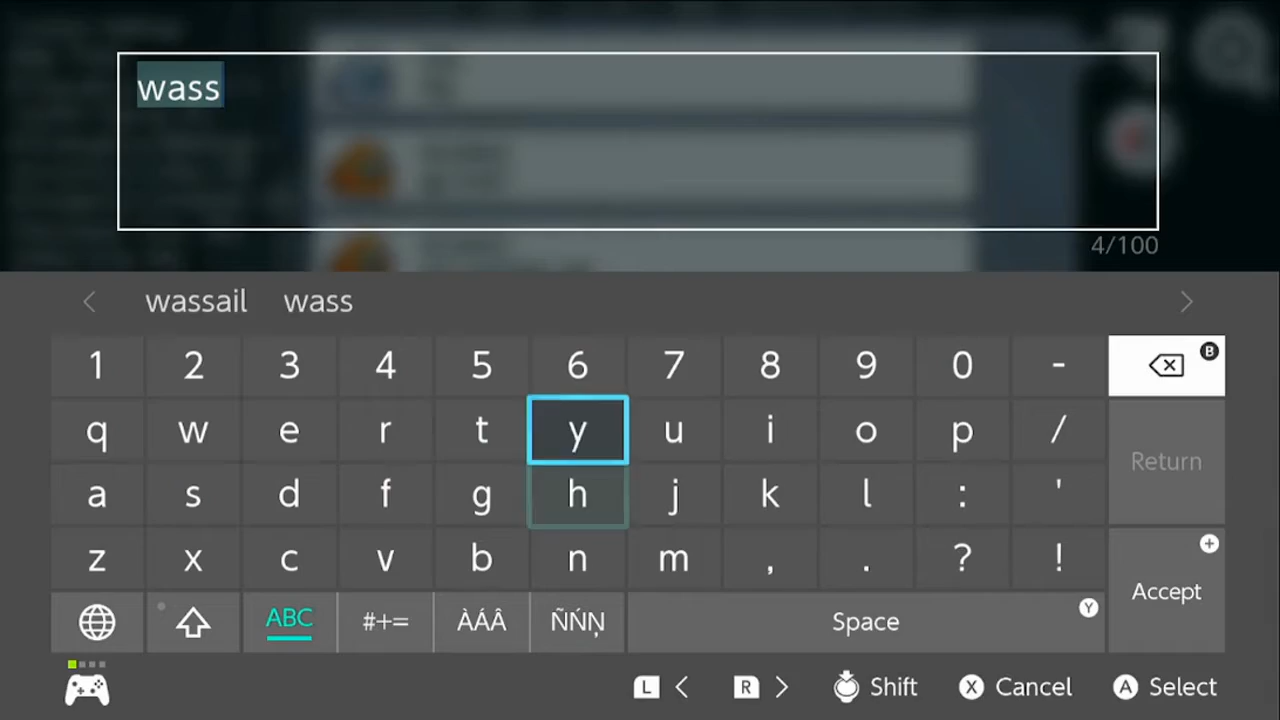 wass
4/100
wassail wass
1 2 3 4 5 6 7 8 9 0 -
B
q w e r t y u i o p /
Return
a s d f g h j k l : '
z x c v b n m , . ? !
+
Accept
ABC #+= ÀÁÂ ÑŃŅ Space Y
L < R > Shift X Cancel A Select